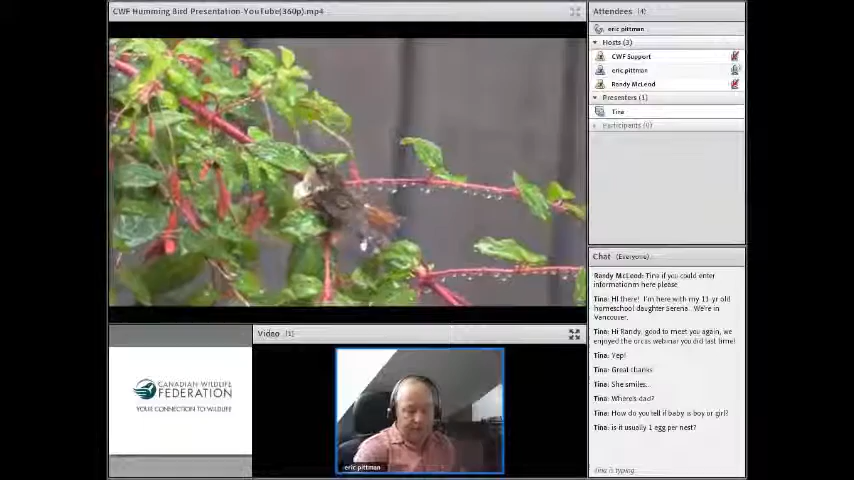 CWF Humming Bird Presentation-YouTube(360p).mp4
Attendees (4)
eric pittman
Hosts (3)
CWF Support
eric pittman
Randy McLeod
Presenters (1)
Tina
Participants (0)
Chat (Everyone)
Randy McLeod: Tina if you could enter
informationm here please
Tina: HI there! I'm here with my 11-yr old
homeschool daughter Serena. We're in
Vancouver.
Tina: Hi Randy, good to meet you again, we
enjoyed the orcas webinar you did last time!
Tina: Yep!
Tina: Great thanks
Tina: She smiles..
Tina: Where's dad?
Tina: How do you tell if baby is boy or girl?
Tina: is it usually 1 egg per nest?
Tina is typing.
Video (1)
CANADIAN WILDLIFE
FEDERATION
YOUR CONNECTION TO WILDLIFE
eric pittman